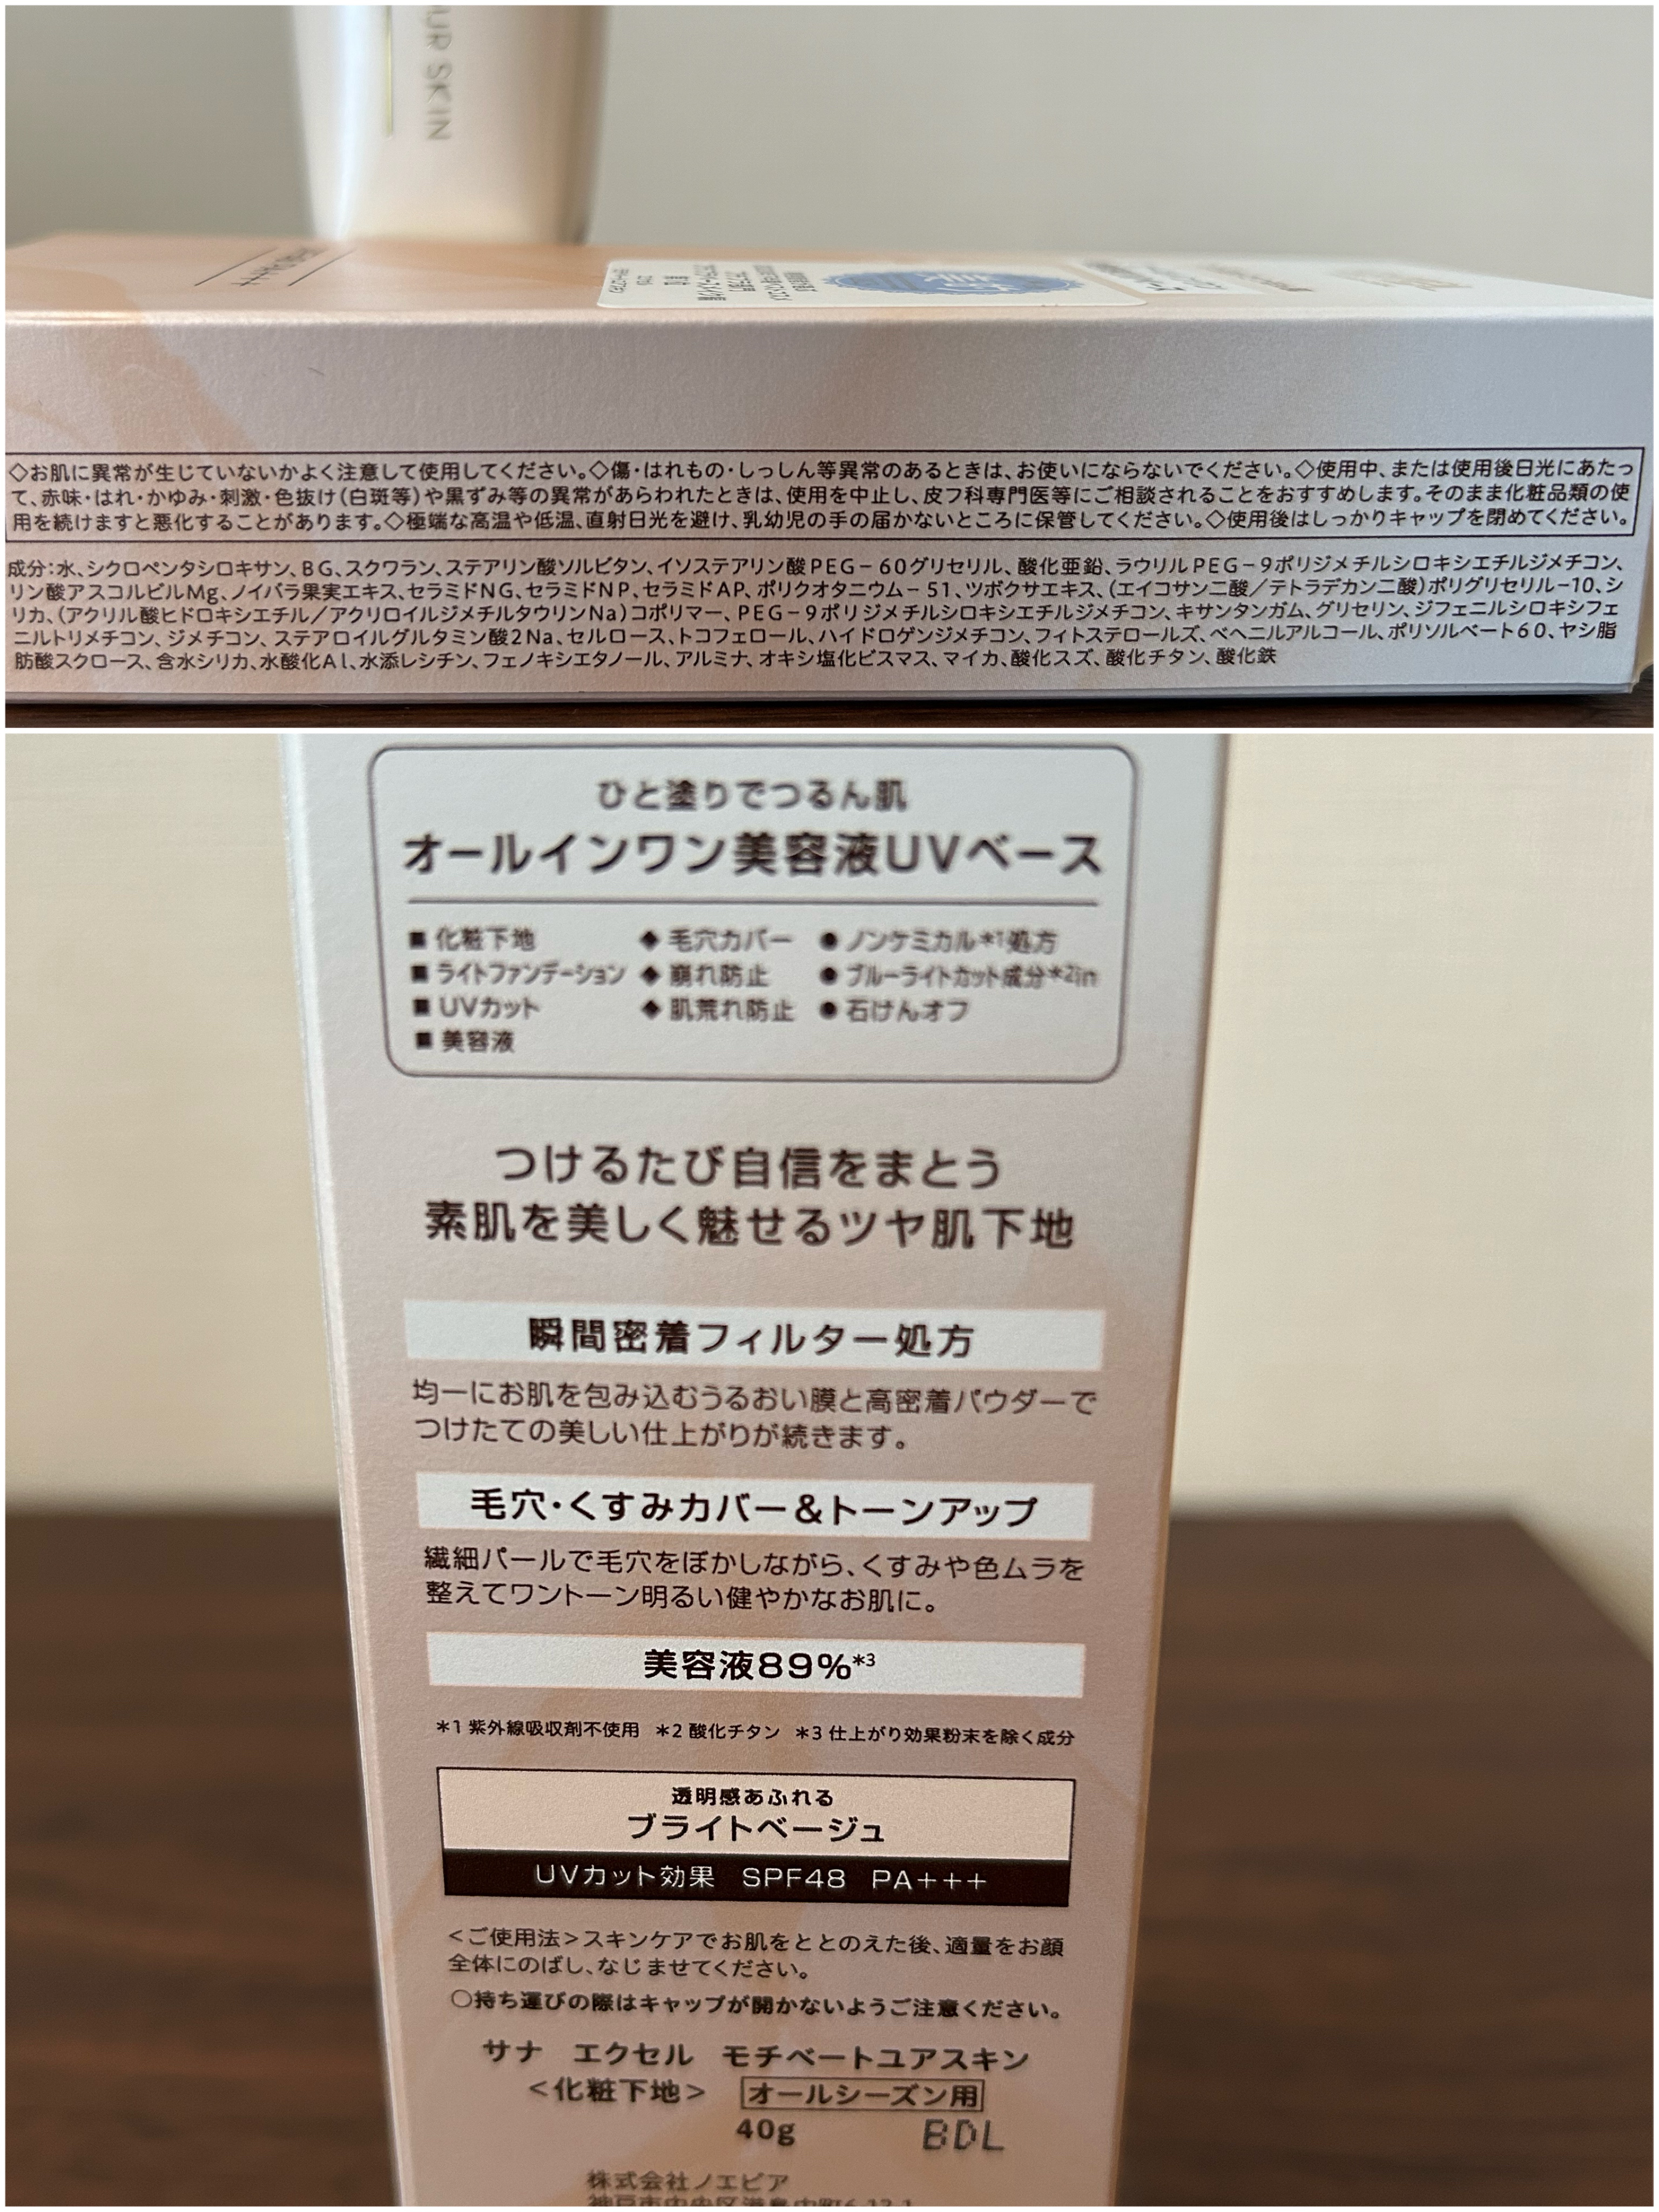 UR SKIN
◇お肌に異常が生じていないかよく注意して使用してください。◇傷・はれもの・しっしん等異常のあるときは、お使いにならないでください。◇使用中、または使用後日光にあたっ
て、赤味・はれ・かゆみ・刺激・色抜け(白斑等)や黒ずみ等の異常があらわれたときは、使用を中止し、皮フ科専門医等にご相談されることをおすすめします。そのまま化粧品類の使
用を続けますと悪化することがあります。◇極端な高温や低温、直射日光を避け、乳幼児の手の届かないところに保管してください。◇使用後はしっかりキャップを閉めてください。
成分:水、シクロペンタシロキサン、BG、スクワラン、ステアリン酸ソルビタン、イソステアリン酸PEG-60グリセリル、酸化亜鉛、ラウリルPEG-9ポリジメチルシロキシエチルジメチコン、
リン酸アスコルビルMg、ノイバラ果実エキス、セラミドNG、セラミドNP、セラミドAP、ポリクオタニウム-51、ツボクサエキス、(エイコサン二酸/テトラデカン二酸)ポリグリセリル-10、シ
リカ、(アクリル酸ヒドロキシエチル/アクリロイルジメチルタウリンNa)コポリマー、PEG-9ポリジメチルシロキシエチルジメチコン、キサンタンガム、グリセリン、ジフェニルシロキシフェ
ニルトリメチコン、ジメチコン、ステアロイルグルタミン酸2Na、セルロース、トコフェロール、ハイドロゲンジメチコン、フィトステロールズ、ベヘニルアルコール、ポリソルベート60、ヤシ脂
肪酸スクロース、含水シリカ、水酸化Al、水添レシチン、フェノキシエタノール、アルミナ、オキシ塩化ビスマス、マイカ、酸化スズ、酸化チタン、酸化鉄
ひと塗りでつるん肌
オールインワン美容液UVベース
■ 化粧下地 ◆ 毛穴カバー ● ノンケミカル*1処方
■ ライトファンデーション ◆ 崩れ防止 ● ブルーライトカット成分*2in
■ UVカット ◆ 肌荒れ防止 ● 石けんオフ
■ 美容液
つけるたび自信をまとう
素肌を美しく魅せるツヤ肌下地
瞬間密着フィルター処方
均一にお肌を包み込むうるおい膜と高密着パウダーで
つけたての美しい仕上がりが続きます。
毛穴・くすみカバー&トーンアップ
繊細パールで毛穴をぼかしながら、くすみや色ムラを
整えてワントーン明るい健やかなお肌に。
美容液89%*3
*1 紫外線吸収剤不使用 *2 酸化チタン *3 仕上がり効果粉末を除く成分
透明感あふれる
ブライトベージュ
UVカット効果 SPF48 PA+++
<ご使用法>スキンケアでお肌をととのえた後、適量をお顔
全体にのばし、なじませてください。
○持ち運びの際はキャップが開かないようご注意ください。
サナ エクセル モチベートユアスキン
<化粧下地> オールシーズン用
40g BDL
株式会社ノエビア